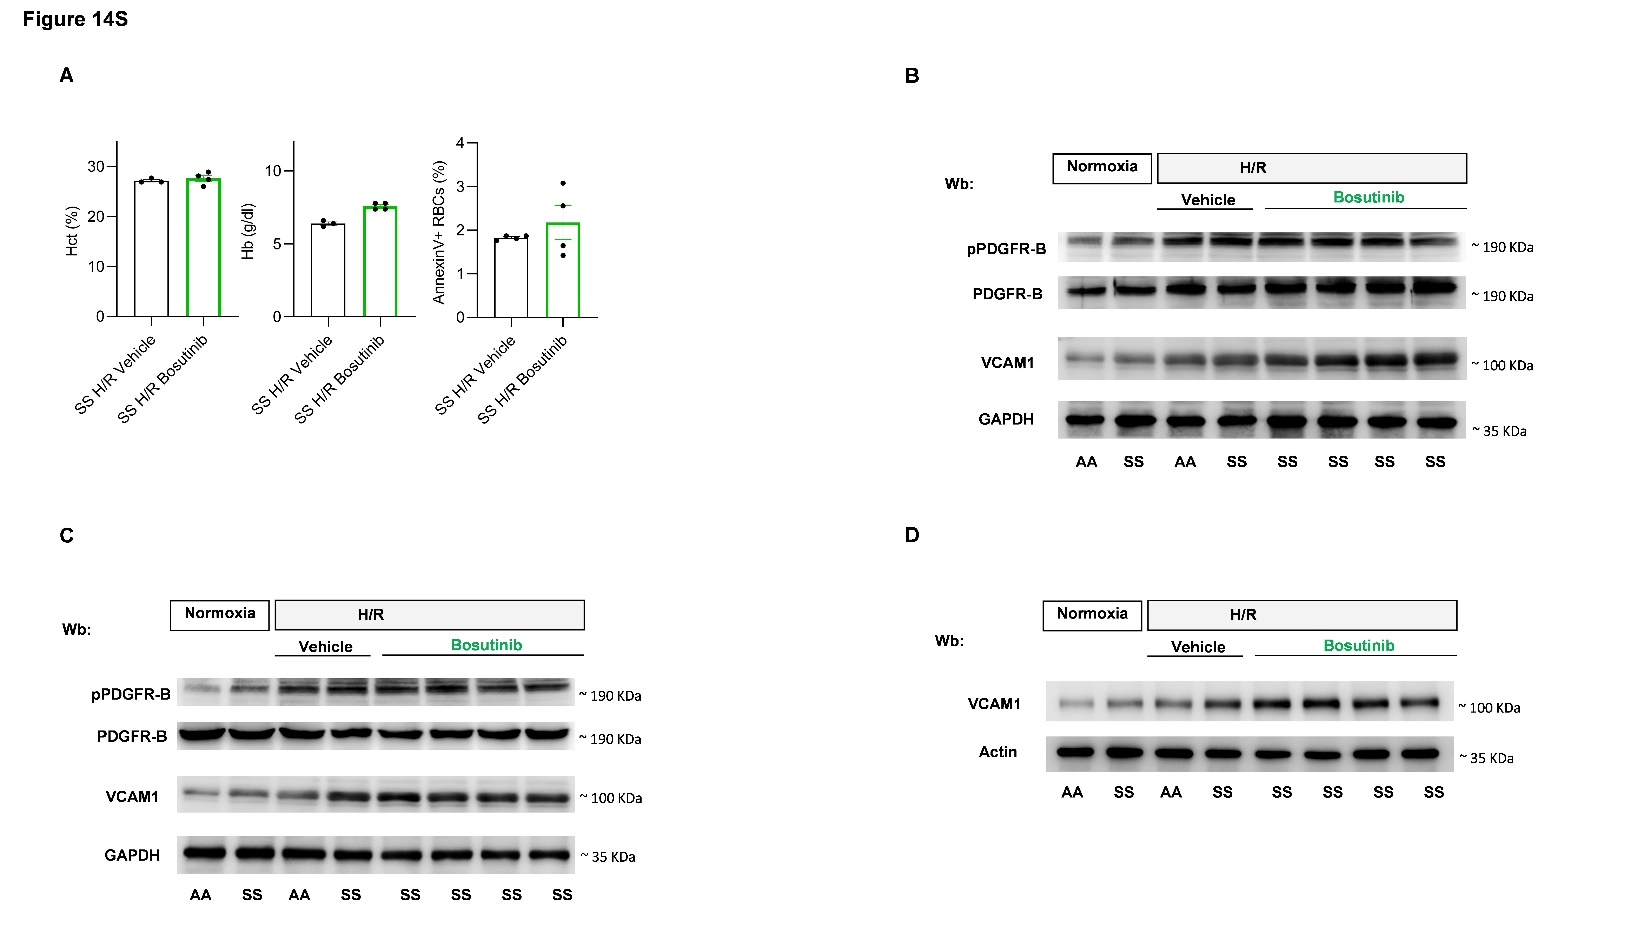 Figure 14S
A
Hct (%)
30
20
10
0
SS H/R Vehicle
SS H/R Bosutinib
Hb (g/dl)
10
5
0
SS H/R Vehicle
SS H/R Bosutinib
AnnexinV+ RBCs (%)
4
3
2
1
0
SS H/R Vehicle
SS H/R Bosutinib
B
Normoxia
H/R
Wb:
Vehicle
Bosutinib
pPDGFR-B
~ 190 KDa
PDGFR-B
~ 190 KDa
VCAM1
~ 100 KDa
GAPDH
~ 35 KDa
AA SS AA SS SS SS SS SS
C
Normoxia
H/R
Wb:
Vehicle
Bosutinib
pPDGFR-B
~ 190 KDa
PDGFR-B
~ 190 KDa
VCAM1
~ 100 KDa
GAPDH
~ 35 KDa
AA SS AA SS SS SS SS SS
D
Normoxia
H/R
Wb:
Vehicle
Bosutinib
VCAM1
~ 100 KDa
Actin
~ 35 KDa
AA SS AA SS SS SS SS SS